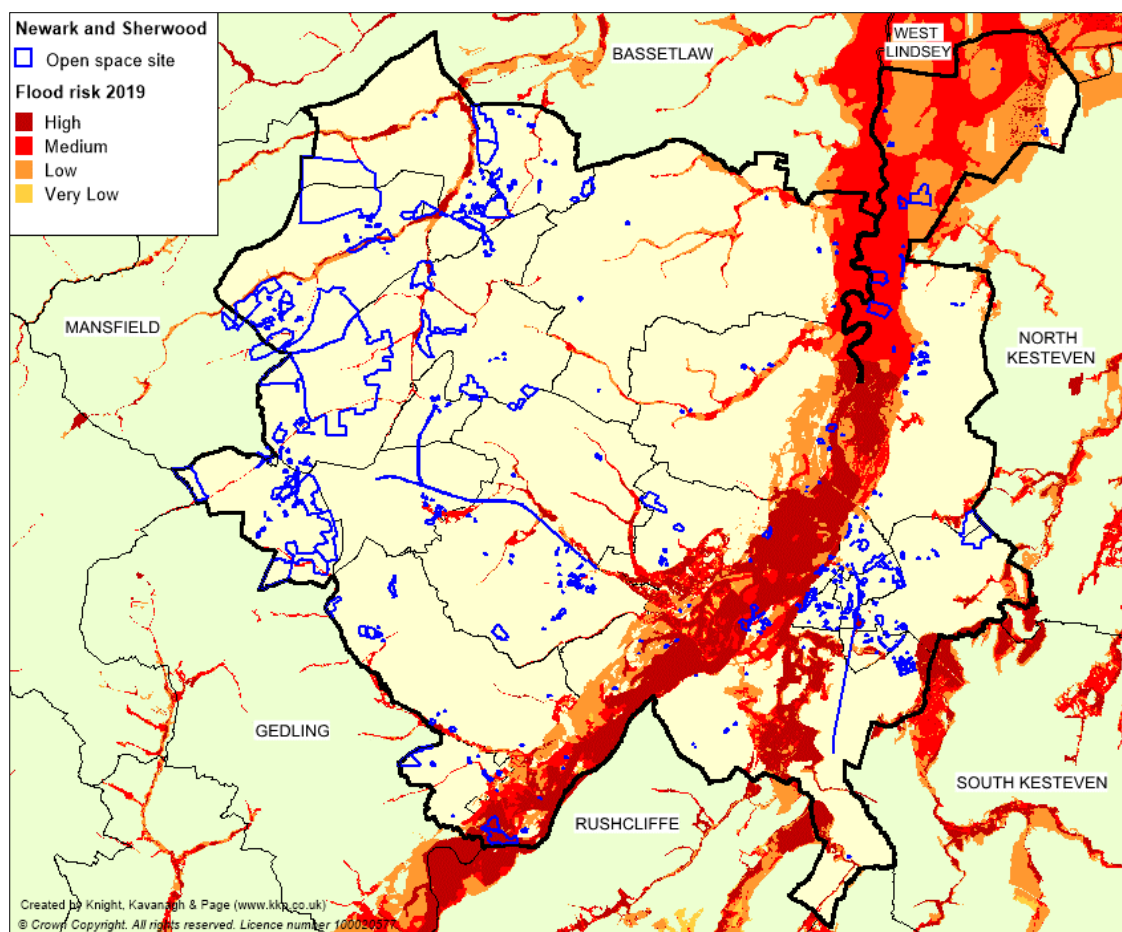 Newark and Sherwood
Open space site
Flood risk 2019
High
Medium
Low
Very Low
BASSETLAW
WEST
LINDSEY
MANSFIELD
NORTH
KESTEVEN
GEDLING
SOUTH KESTEVEN
RUSHCLIFFE
Created by Knight, Kavanagh & Page (www.kkp.co.uk)
© Crown Copyright. All rights reserved. Licence number 100020577